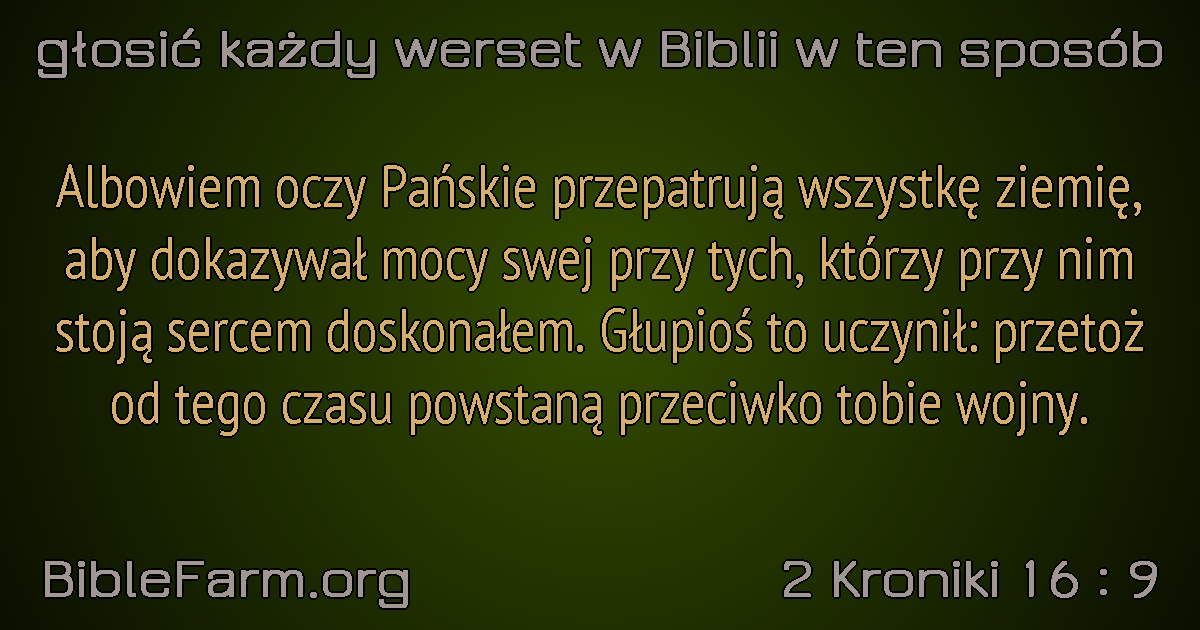 głosić każdy werset w Biblii w ten sposób
Albowiem oczy Pańskie przepatrują wszystkę ziemię,
aby dokazywał mocy swej przy tych, którzy przy nim
stoją sercem doskonałem. Głupioś to uczynił: przetoż
od tego czasu powstaną przeciwko tobie wojny.
BibleFarm.org
2 Kroniki 16 : 9